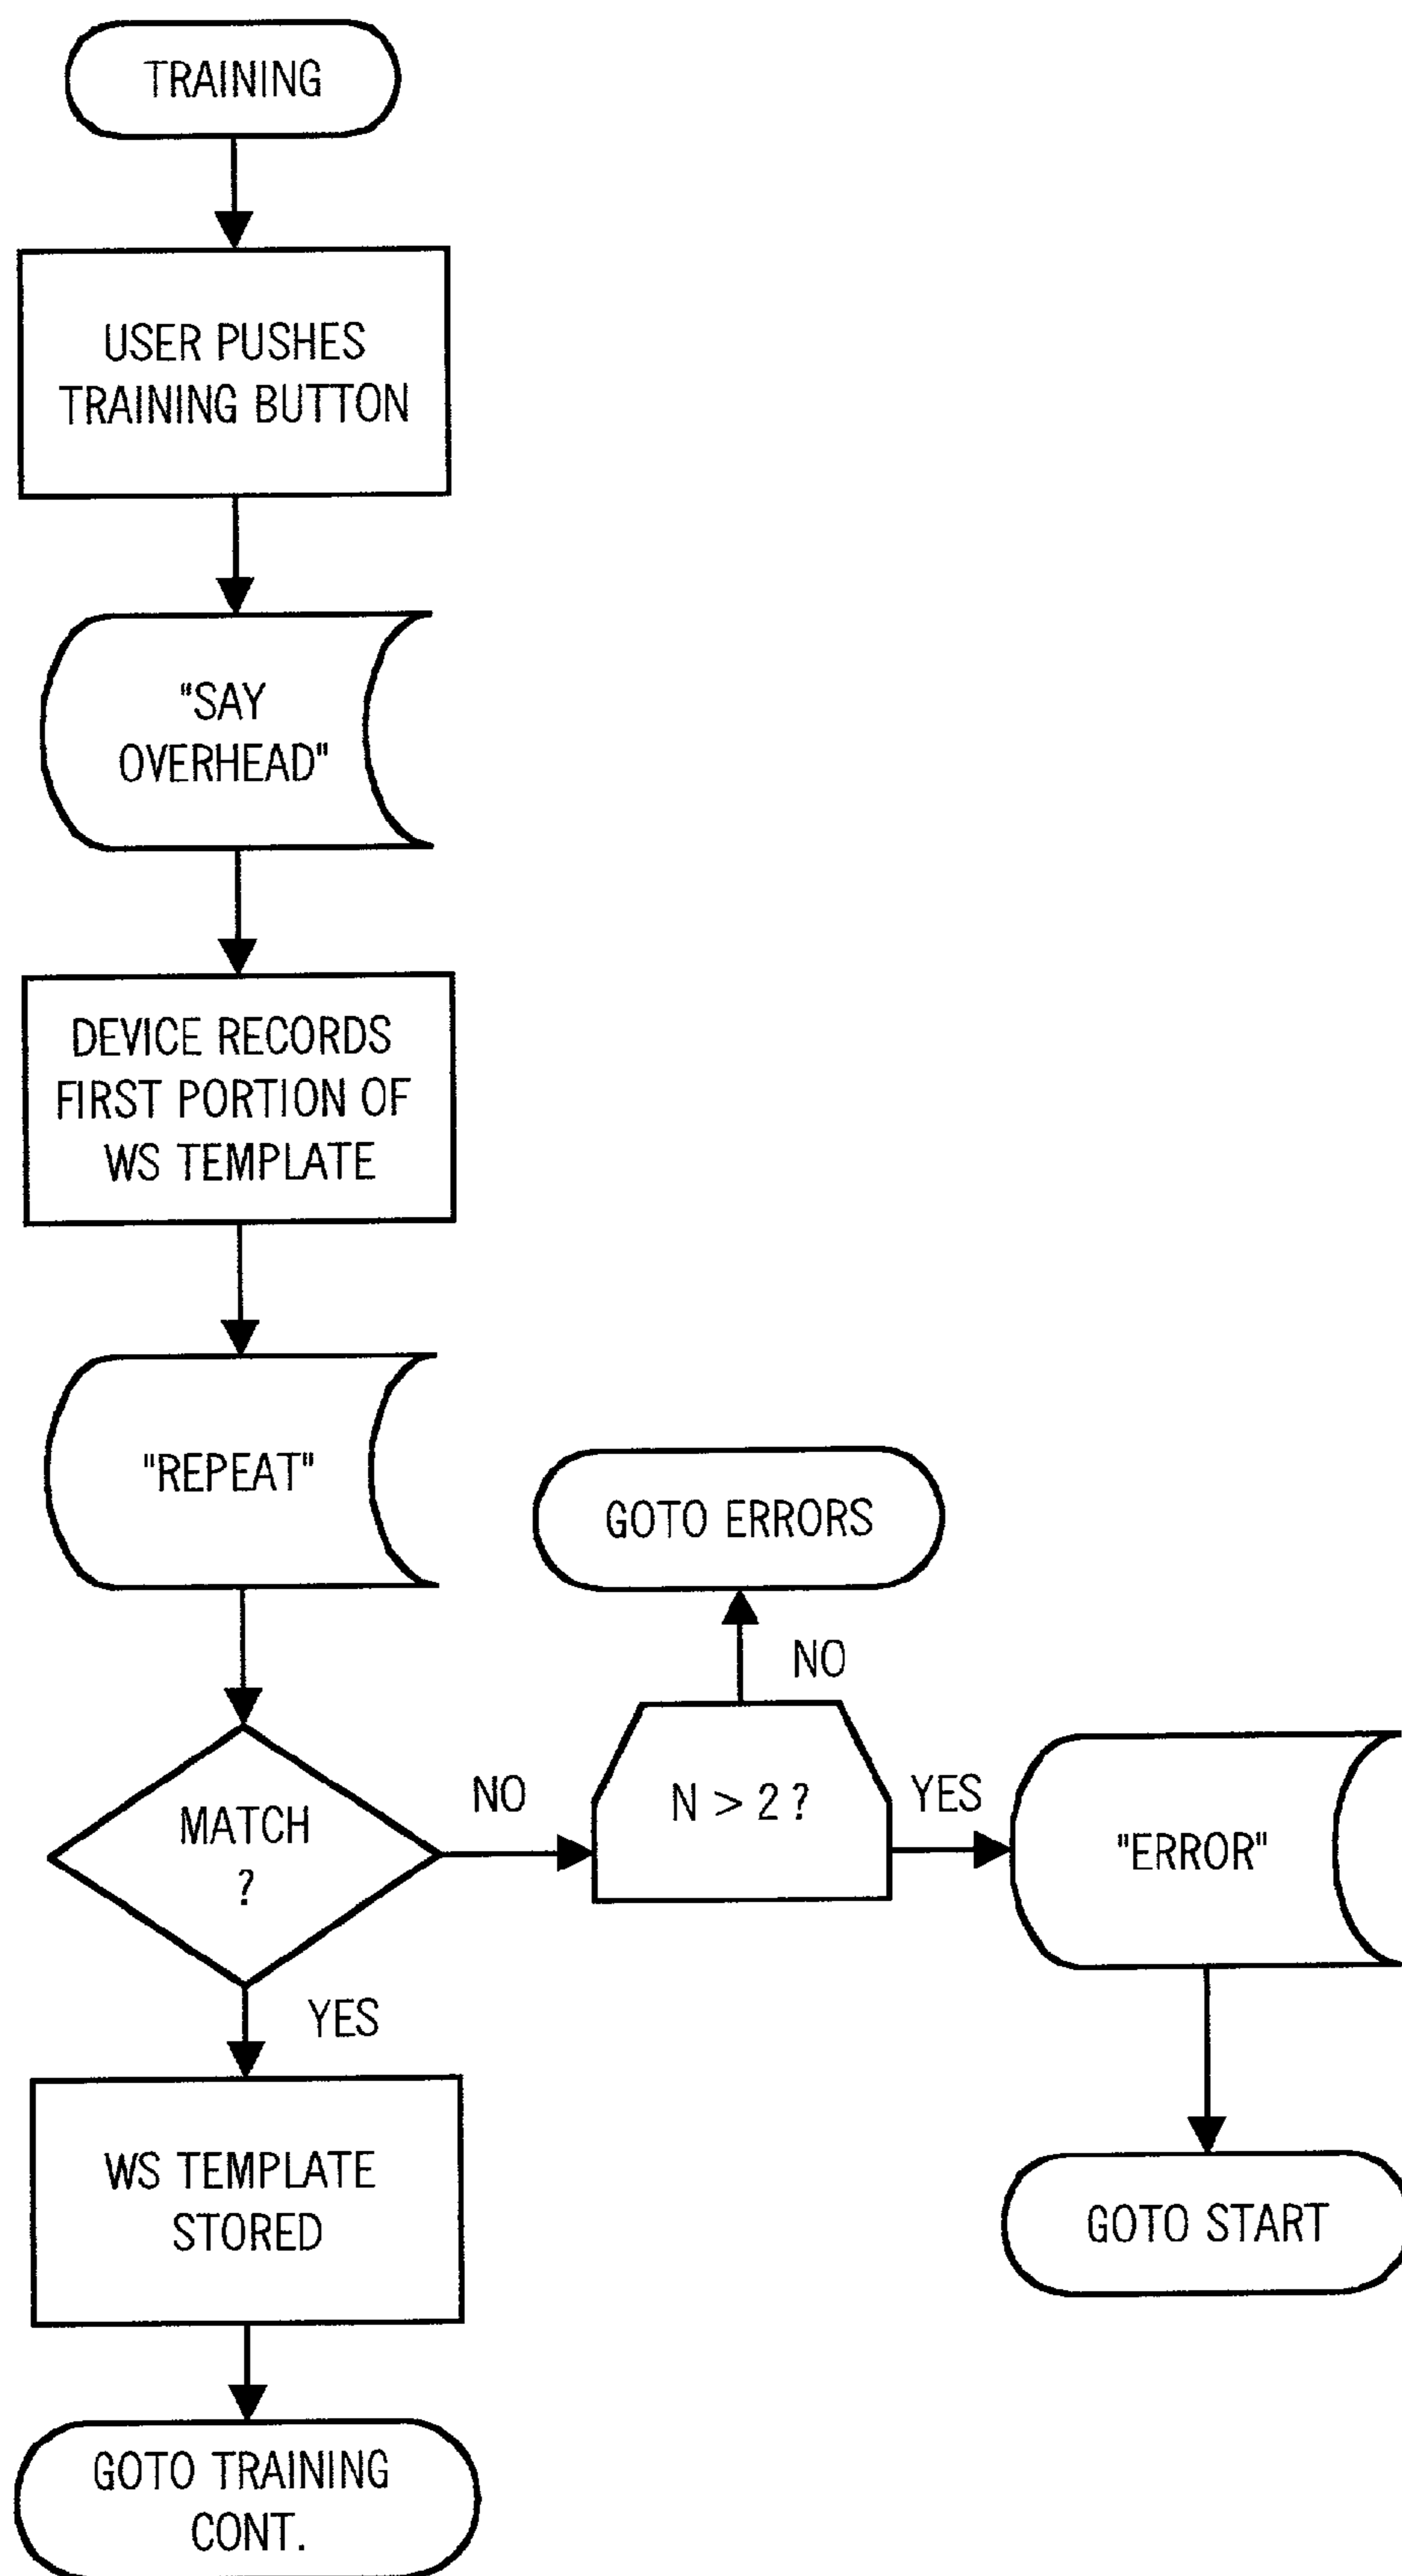 TRAINING
USER PUSHES
TRAINING BUTTON
"SAY
OVERHEAD"
DEVICE RECORDS
FIRST PORTION OF
WS TEMPLATE
"REPEAT"
GOTO ERRORS
NO
MATCH
?
NO
N > 2 ?
YES
"ERROR"
YES
WS TEMPLATE
STORED
GOTO START
GOTO TRAINING
CONT.